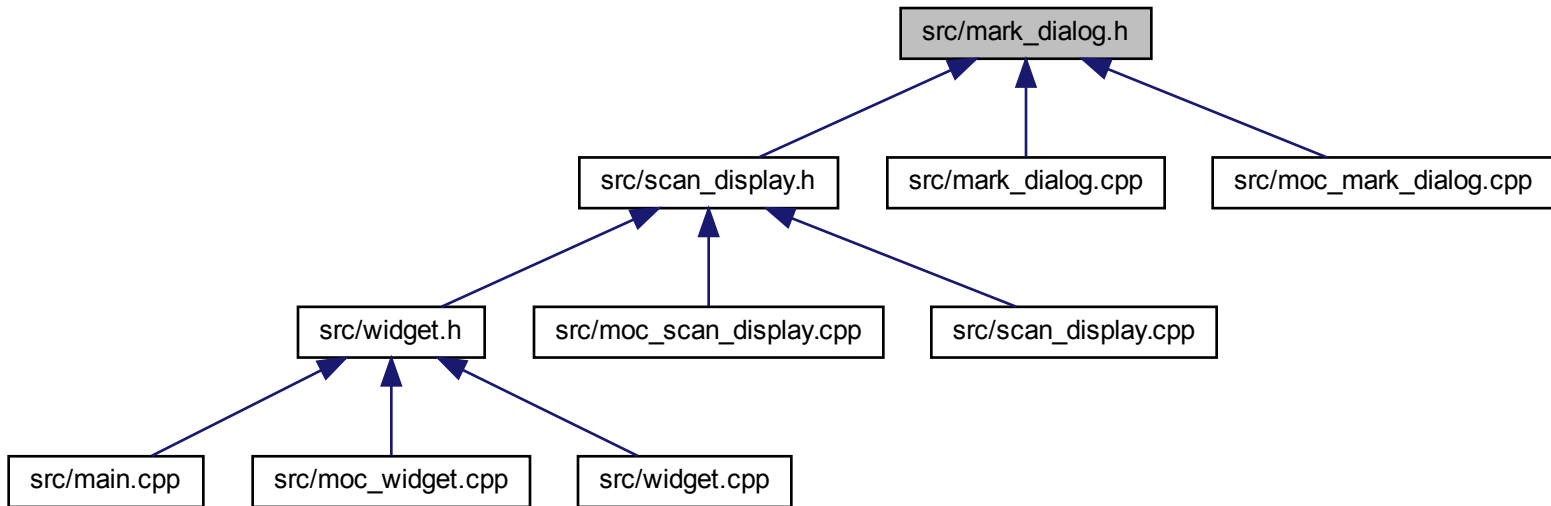 src/mark_dialog.h
src/scan_display.h
src/mark_dialog.cpp
src/moc_mark_dialog.cpp
src/widget.h
src/moc_scan_display.cpp
src/scan_display.cpp
src/main.cpp
src/moc_widget.cpp
src/widget.cpp